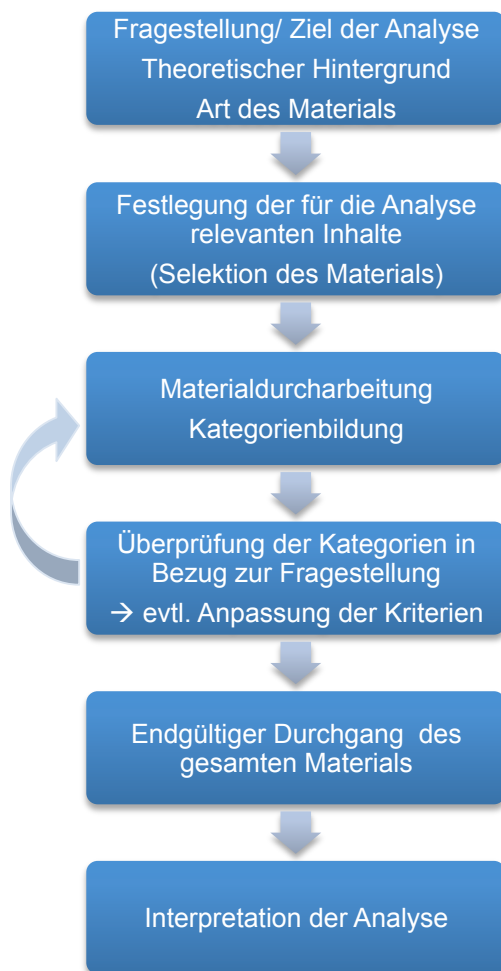 Fragestellung/ Ziel der Analyse
Theoretischer Hintergrund
Art des Materials
Festlegung der für die Analyse
relevanten Inhalte
(Selektion des Materials)
Materialdurcharbeitung
Kategorienbildung
Überprüfung der Kategorien in
Bezug zur Fragestellung
→ evtl. Anpassung der Kriterien
Endgültiger Durchgang  des
gesamten Materials
Interpretation der Analyse